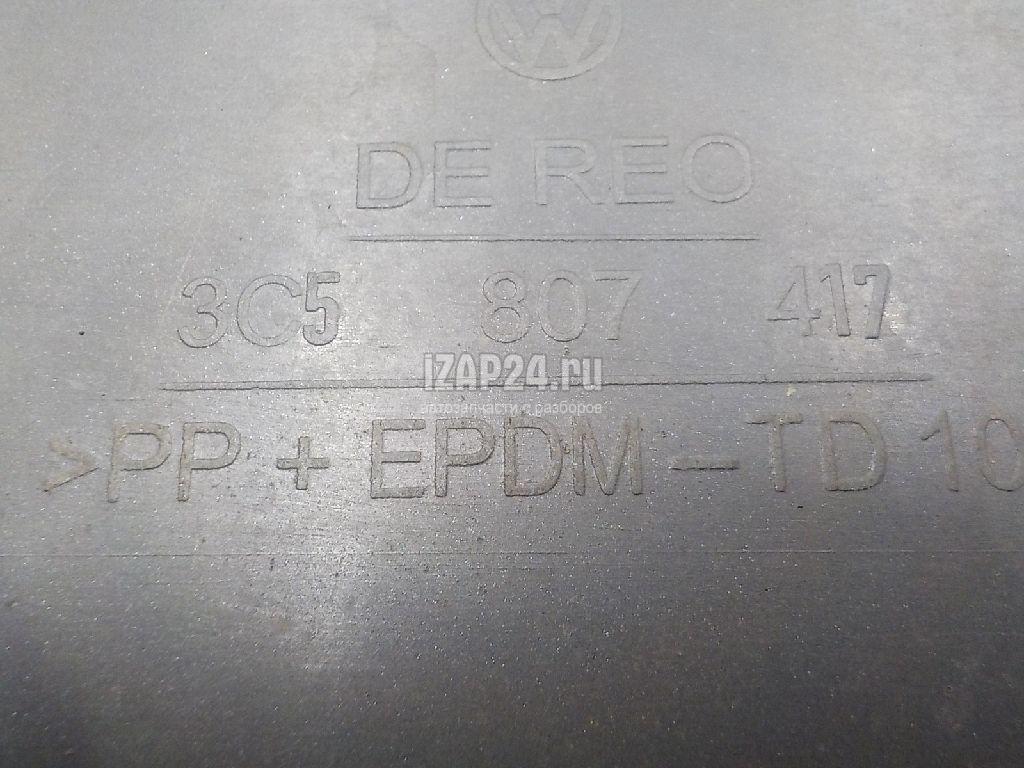 DE REO
3C5 807 417
IZAP24.ru
автозапчасти с разборов
>PP + EPDM - TD 10